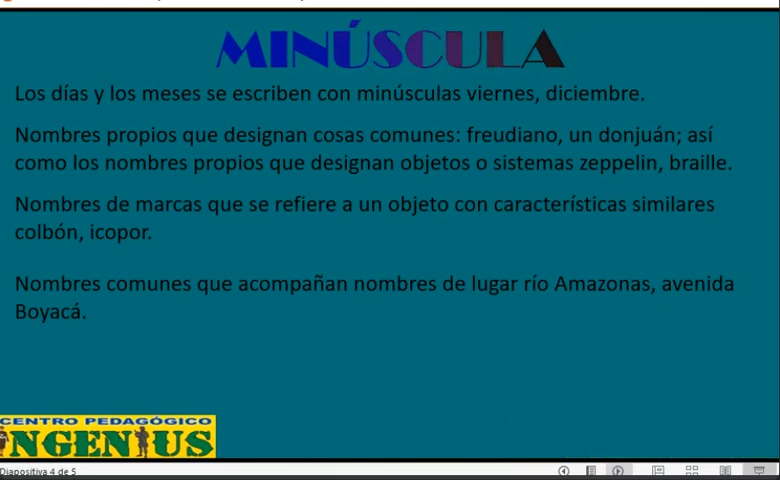 MINÚSCULA
Los días y los meses se escriben con minúsculas viernes, diciembre.
Nombres propios que designan cosas comunes: freudiano, un donjuán; así
como los nombres propios que designan objetos o sistemas zeppelin, braille.
Nombres de marcas que se refiere a un objeto con características similares
colbón, icopor.
Nombres comunes que acompañan nombres de lugar río Amazonas, avenida
Boyacá.
CENTRO PEDAGÓGICO
INGENIUS
Diapositiva 4 de 5